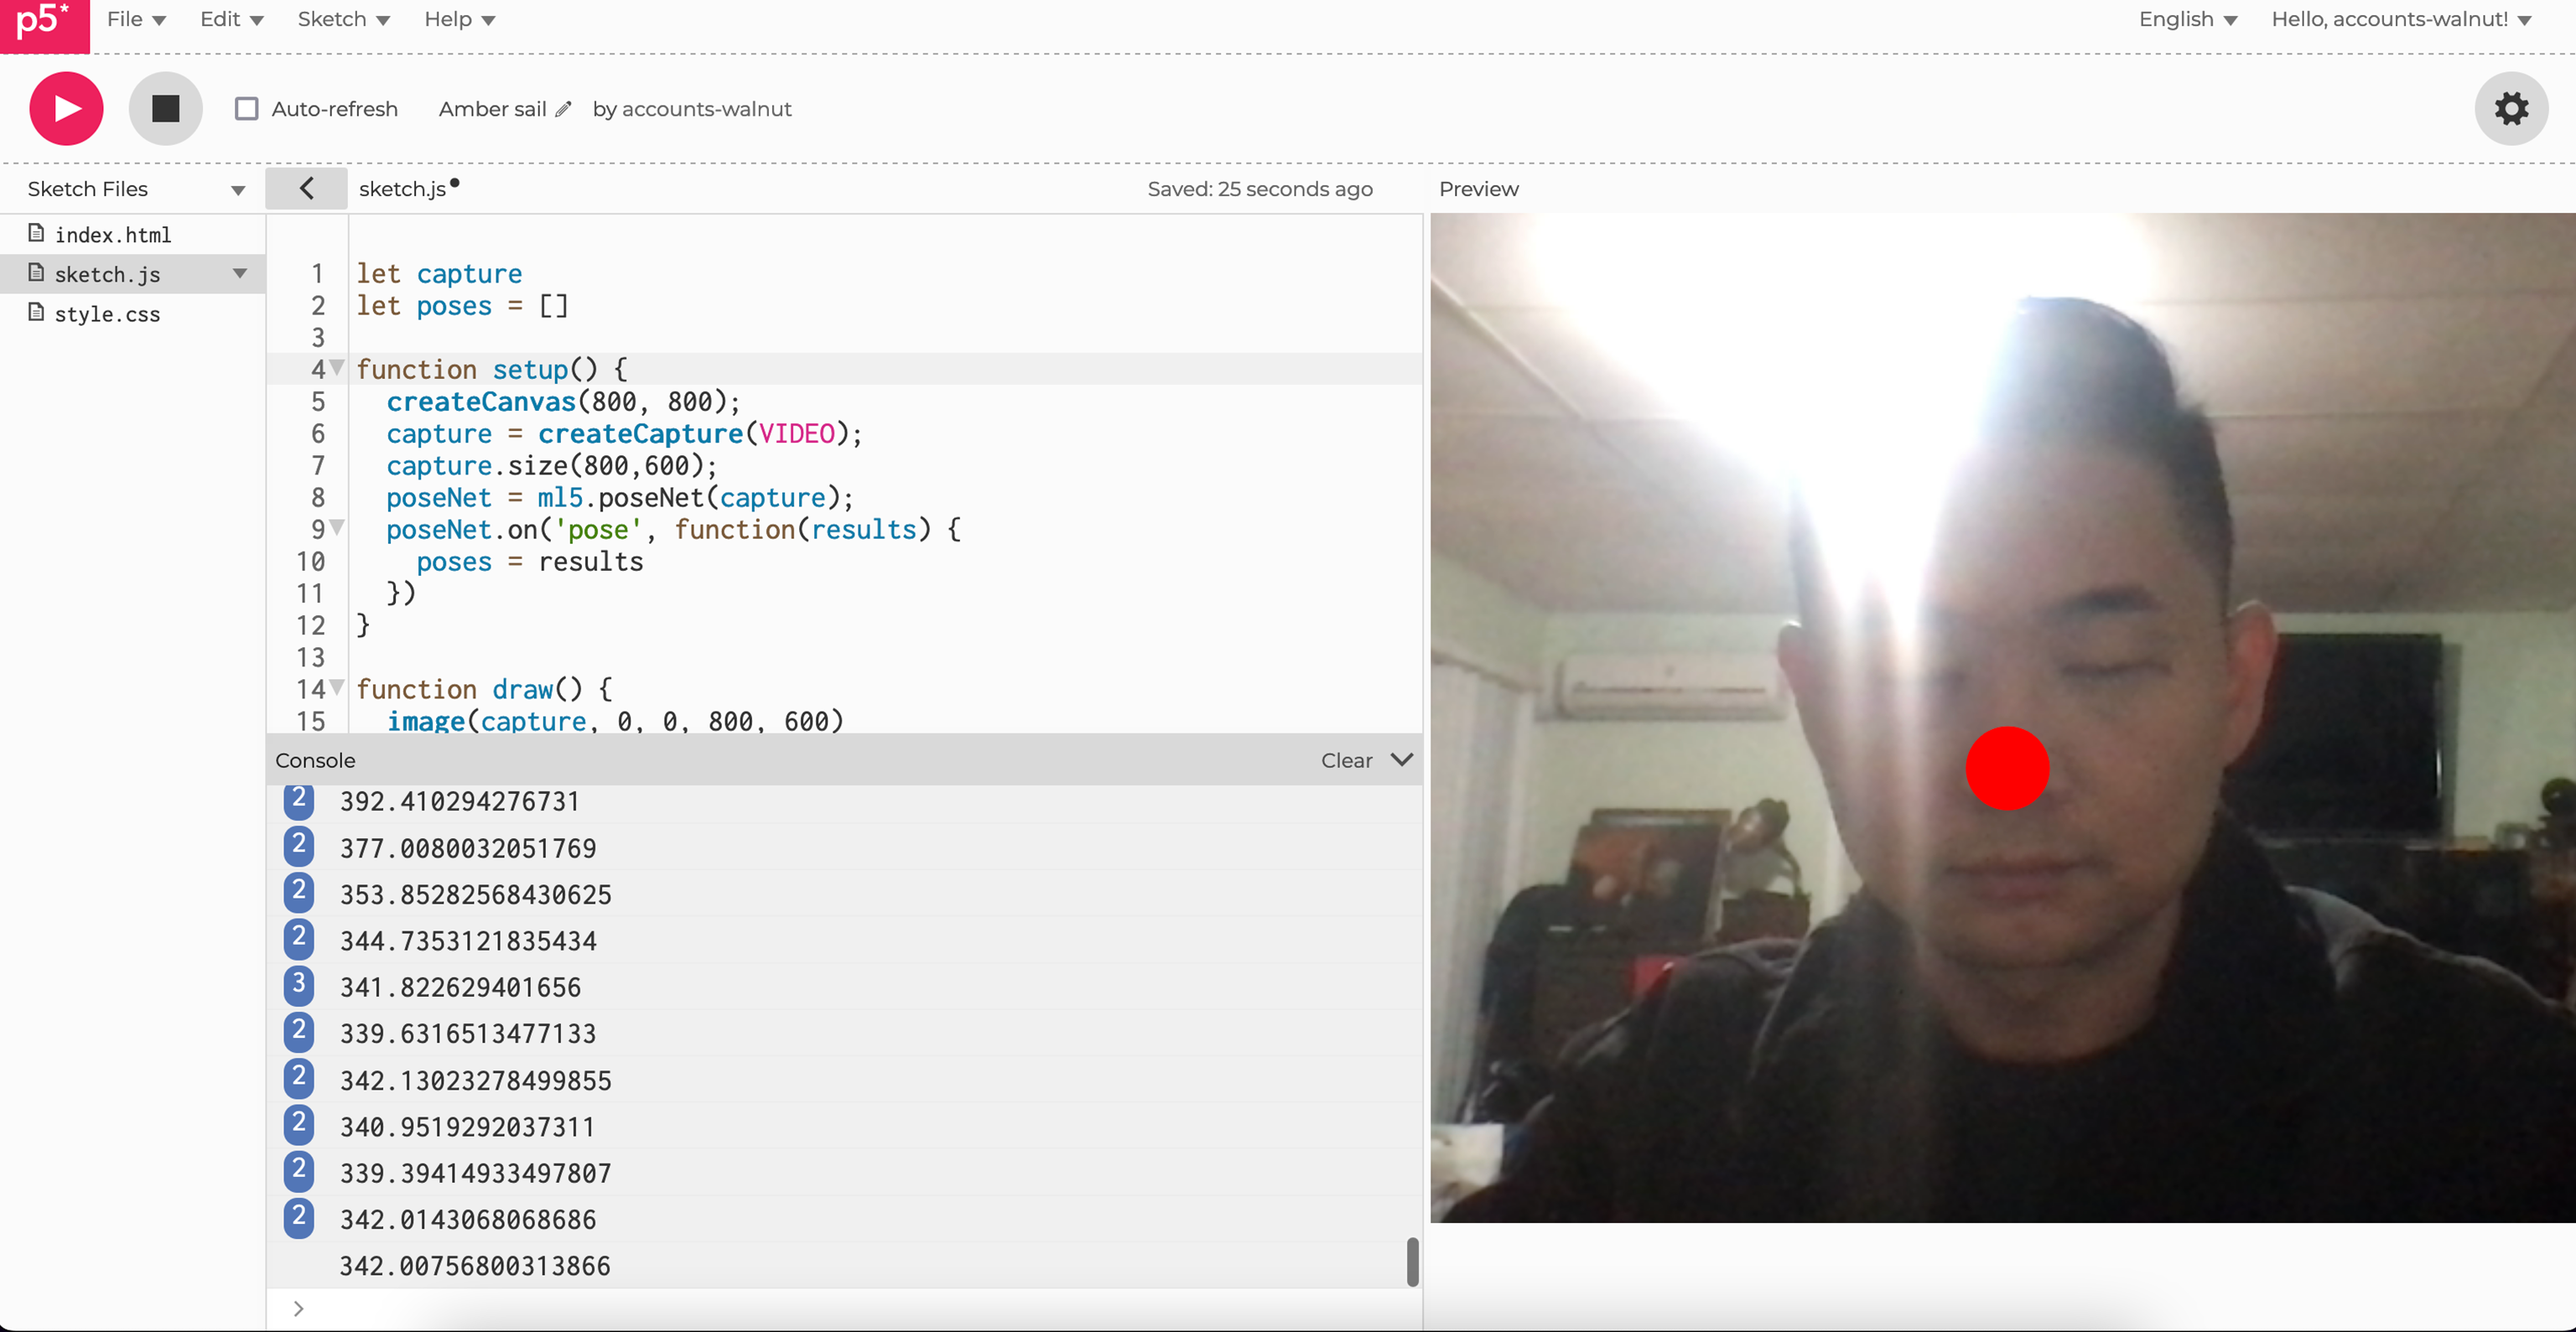 p5* File Edit Sketch Help English Hello, accounts-walnut!
Auto-refresh Amber sail by accounts-walnut
Sketch Files
index.html
sketch.js
style.css
sketch.js Saved: 25 seconds ago
1 let capture
2 let poses = []
3
4 function setup() {
5 createCanvas(800, 800);
6 capture = createCapture(VIDEO);
7 capture.size(800,600);
8 poseNet = ml5.poseNet(capture);
9 poseNet.on('pose', function(results) {
10 poses = results
11 })
12 }
13
14 function draw() {
15 image(capture, 0, 0, 800, 600)
Console Clear
2 392.410294276731
2 377.0080032051769
2 353.85282568430625
2 344.7353121835434
3 341.822629401656
2 339.6316513477133
2 342.13023278499855
2 340.9519292037311
2 339.39414933497807
2 342.0143068068686
342.00756800313866
>
Preview